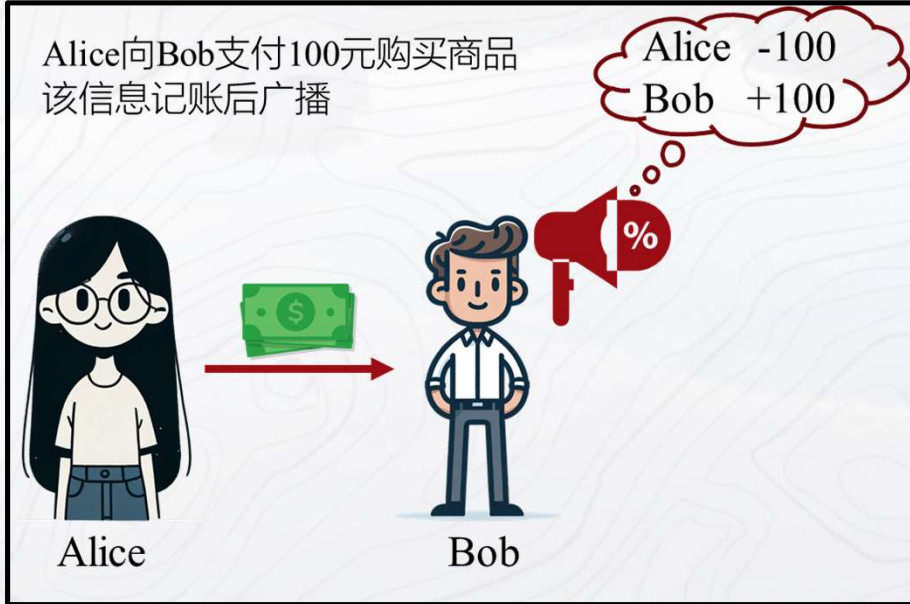 Alice向Bob支付100元购买商品
该信息记账后广播
Alice -100
Bob +100
%
$
Alice
Bob